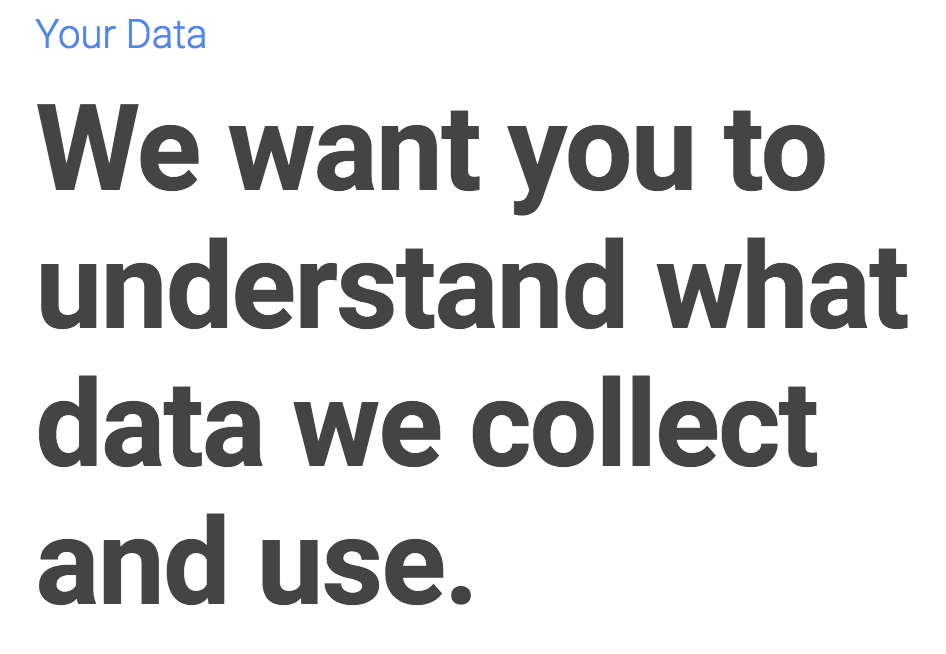 Your Data
We want you to
understand what
data we collect
and use.